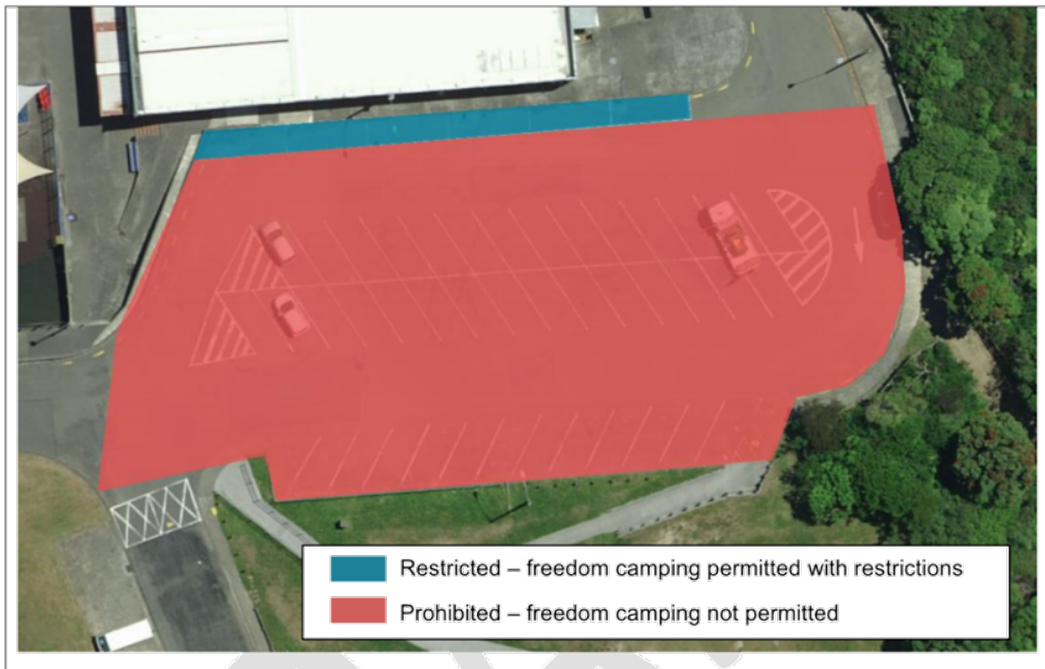 Restricted – freedom camping permitted with restrictions
Prohibited – freedom camping not permitted